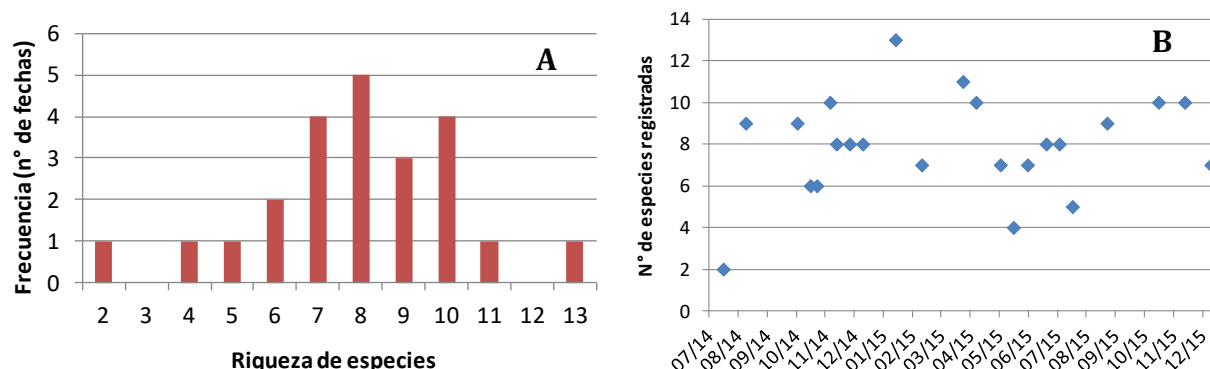 A
Frecuencia (n° de fechas)
6
5
4
3
2
1
0
2 3 4 5 6 7 8 9 10 11 12 13
Riqueza de especies
B
N° de especies registradas
14
12
10
8
6
4
2
0
07/14 08/14 09/14 10/14 11/14 12/14 01/15 02/15 03/15 04/15 05/15 06/15 07/15 08/15 09/15 10/15 11/15 12/15